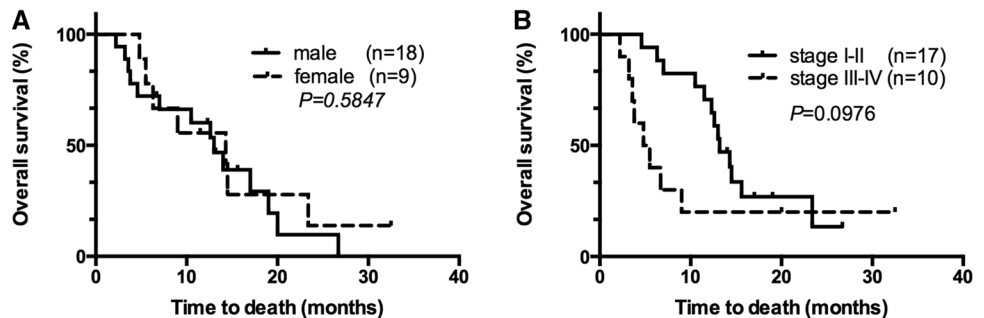 A
Overall survival (%)
100
50
0
0 10 20 30 40
Time to death (months)
male (n=18)
female (n=9)
P=0.5847
B
Overall survival (%)
100
50
0
0 10 20 30 40
Time to death (months)
stage I-II (n=17)
stage III-IV (n=10)
P=0.0976